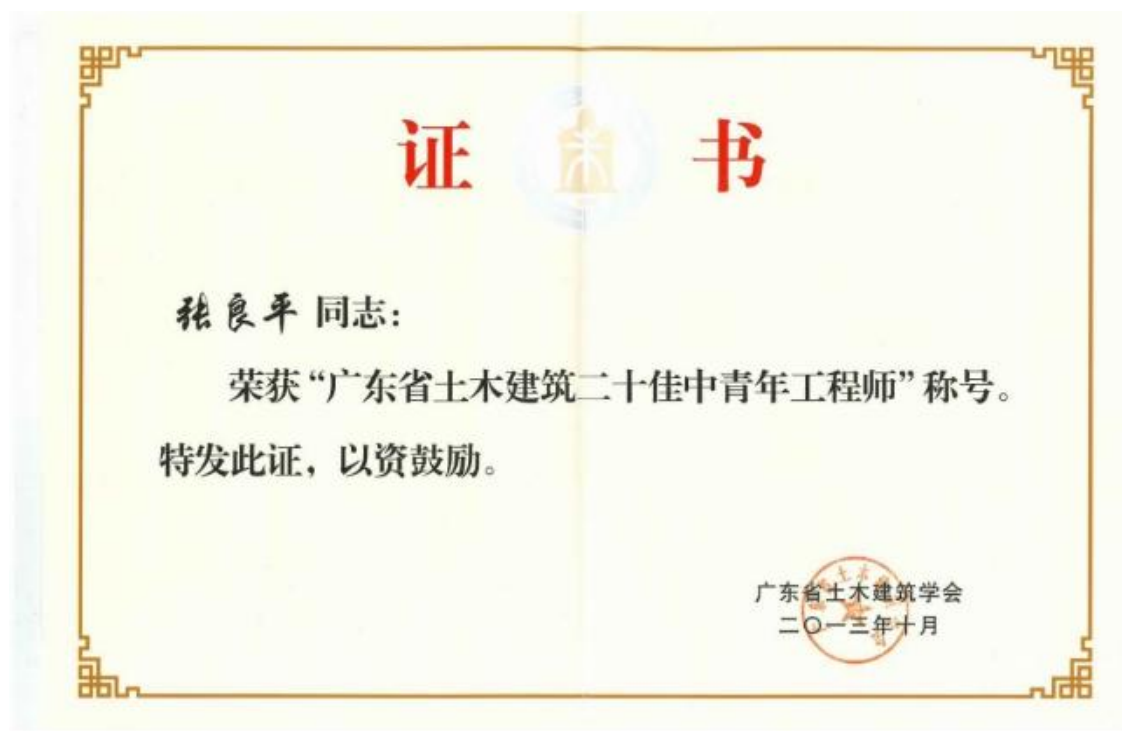 证 书
张良平 同志：
荣获“广东省土木建筑二十佳中青年工程师”称号。
特发此证，以资鼓励。
广东省土木建筑学会
二〇一三年十月